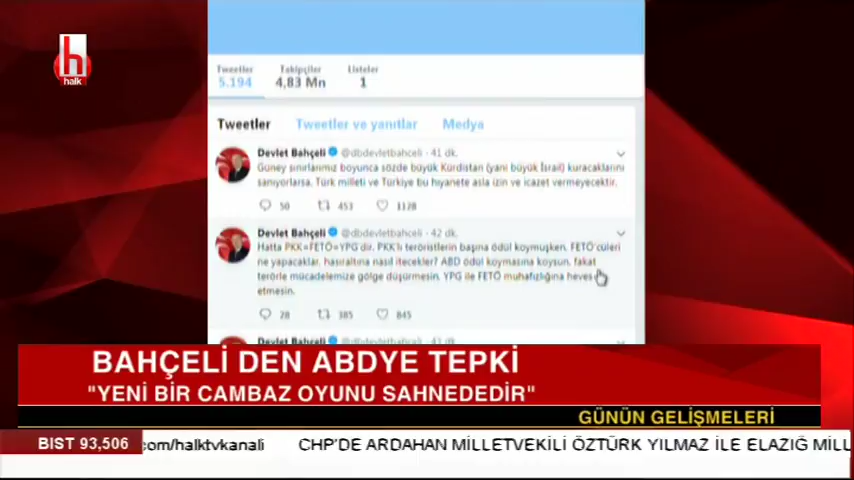 h
halk
Tweetler Takipçiler Listeler
5.194 4,83 Mn 1
Tweetler Tweetler ve yanıtlar Medya
Devlet Bahçeli @dbdevletbahceli - 41 dk.
Güney sınırlarımız boyunca sözde büyük Kürdistan (yani büyük İsrail) kuracaklarını
sanıyorlarsa, Türk milleti ve Türkiye bu hıyanete asla izin ve icazet vermeyecektir.
50 453 1128
Devlet Bahçeli @dbdevletbahceli - 42 dk.
Hatta PKK=FETÖ=YPG'dir. PKK'lı teröristlerin başına ödül koymuşken, FETÖ'cüleri
ne yapacaklar, hasıraltına nasıl itecekler? ABD ödül koymasına koysun, fakat
terörle mücadelemize gölge düşürmesin. YPG ile FETÖ muhafızlığına heves
etmesin.
28 385 845
Devlet Bahçeli @dbdevletbahceli
BAHÇELİ DEN ABDYE TEPKİ
"YENİ BİR CAMBAZ OYUNU SAHNEDEDİR"
GÜNÜN GELİŞMELERİ
BIST 93,506 com/halktvkanali CHP'DE ARDAHAN MİLLETVEKİLİ ÖZTÜRK YILMAZ İLE ELAZIĞ MİLL